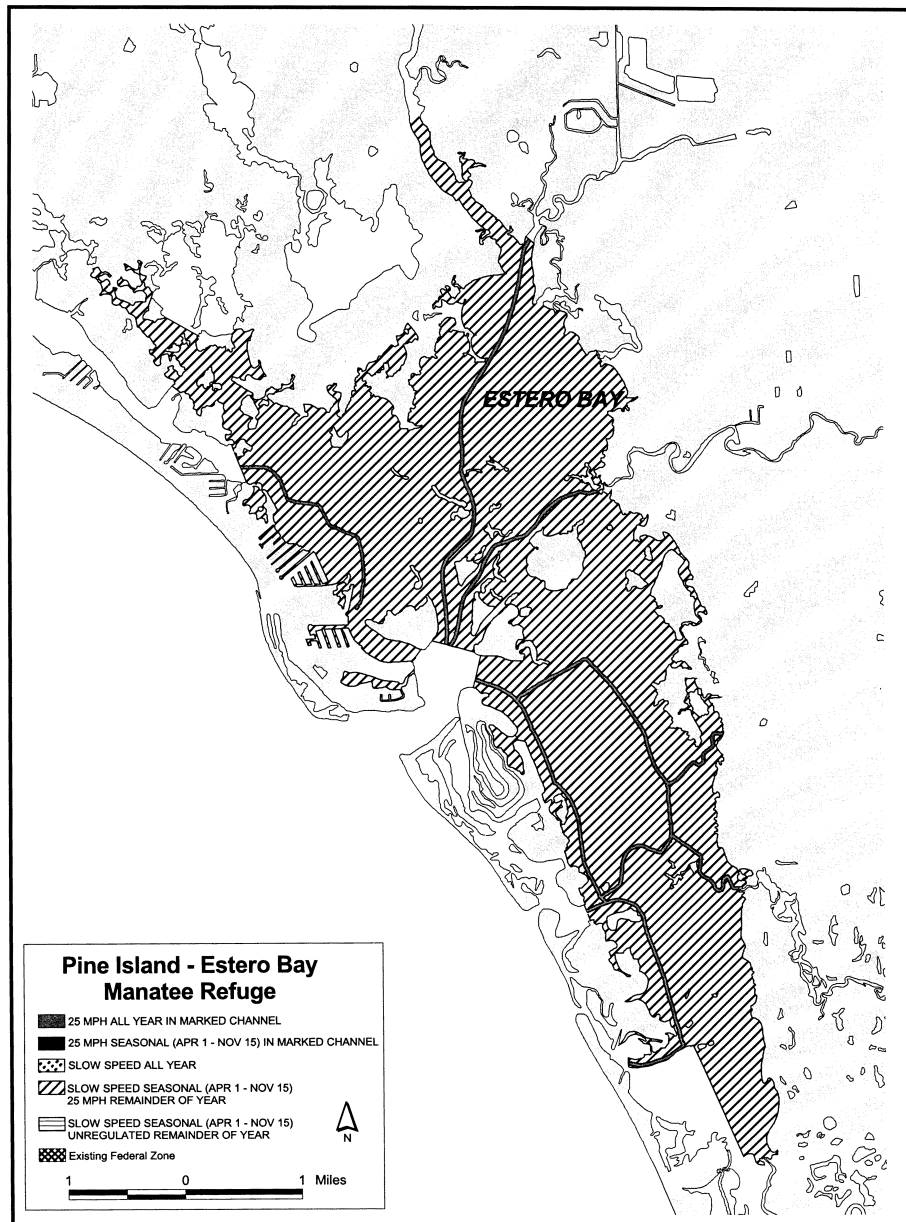 ESTERO BAY
Pine Island - Estero Bay
Manatee Refuge
25 MPH ALL YEAR IN MARKED CHANNEL
25 MPH SEASONAL (APR 1 - NOV 15) IN MARKED CHANNEL
SLOW SPEED ALL YEAR
SLOW SPEED SEASONAL (APR 1 - NOV 15)
25 MPH REMAINDER OF YEAR
SLOW SPEED SEASONAL (APR 1 - NOV 15)
UNREGULATED REMAINDER OF YEAR
N
Existing Federal Zone
1 0 1 Miles